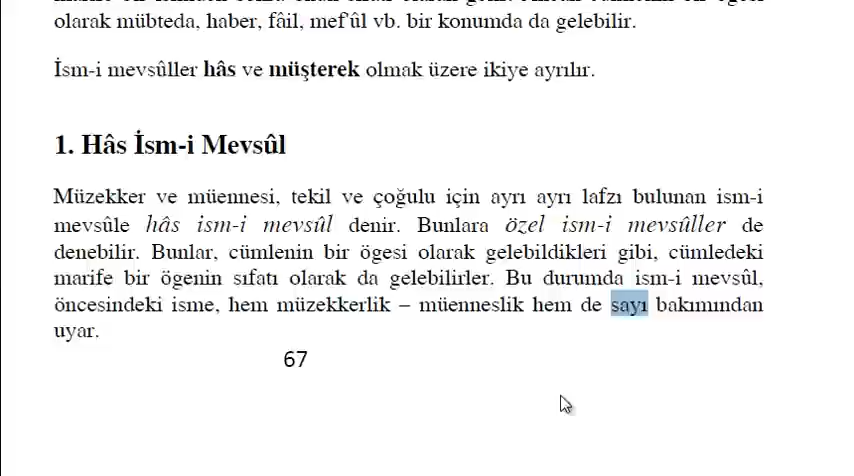 olarak mübteda, haber, fâil, mef'ûl vb. bir konumda da gelebilir.
İsm-i mevsûller hâs ve müşterek olmak üzere ikiye ayrılır.
1. Hâs İsm-i Mevsûl
Müzekker ve müennesi, tekil ve çoğulu için ayrı ayrı lafzı bulunan ism-i
mevsûle hâs ism-i mevsûl denir. Bunlara özel ism-i mevsûller de
denebilir. Bunlar, cümlenin bir ögesi olarak gelebildikleri gibi, cümledeki
marife bir ögenin sıfatı olarak da gelebilirler. Bu durumda ism-i mevsûl,
öncesindeki isme, hem müzekkerlik – müenneslik hem de sayı bakımından
uyar.
67